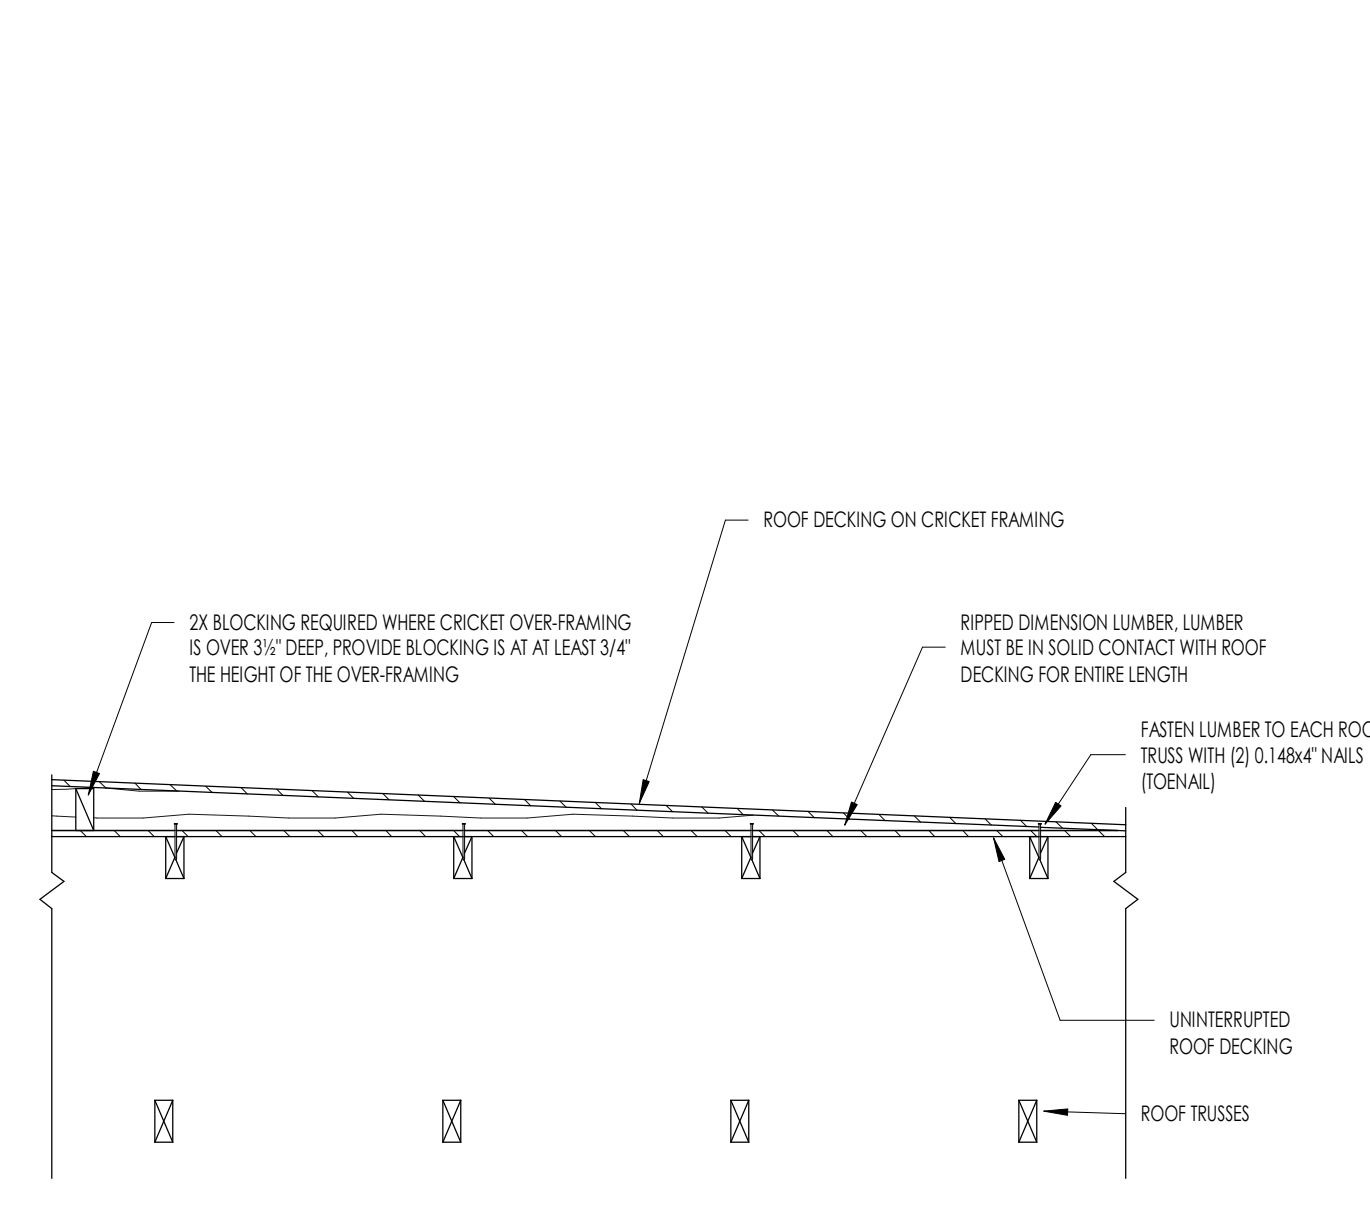 ROOF DECKING ON CRICKET FRAMING
2X BLOCKING REQUIRED WHERE CRICKET OVER-FRAMING
IS OVER 3½" DEEP, PROVIDE BLOCKING IS AT AT LEAST 3/4"
THE HEIGHT OF THE OVER-FRAMING
RIPPED DIMENSION LUMBER, LUMBER
MUST BE IN SOLID CONTACT WITH ROOF
DECKING FOR ENTIRE LENGTH
FASTEN LUMBER TO EACH
TRUSS WITH (2) 0.148x4" NAILS
(TOENAIL)
UNINTERRUPTED
ROOF DECKING
ROOF TRUSSES